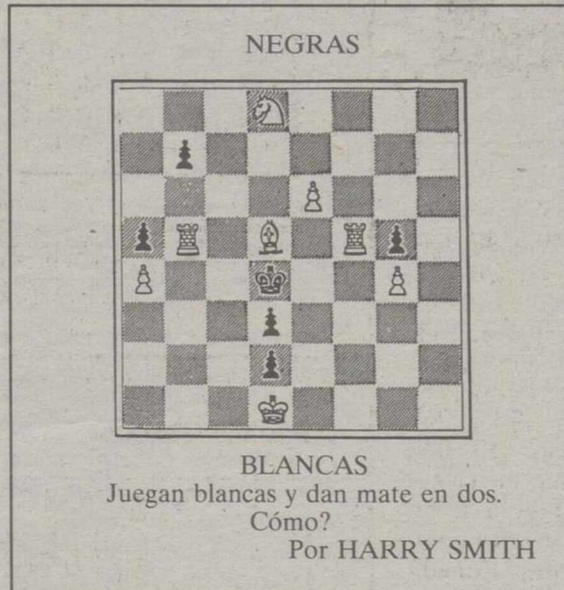 NEGRAS
BLANCAS
Juegan blancas y dan mate en dos.
Cómo?
Por HARRY SMITH